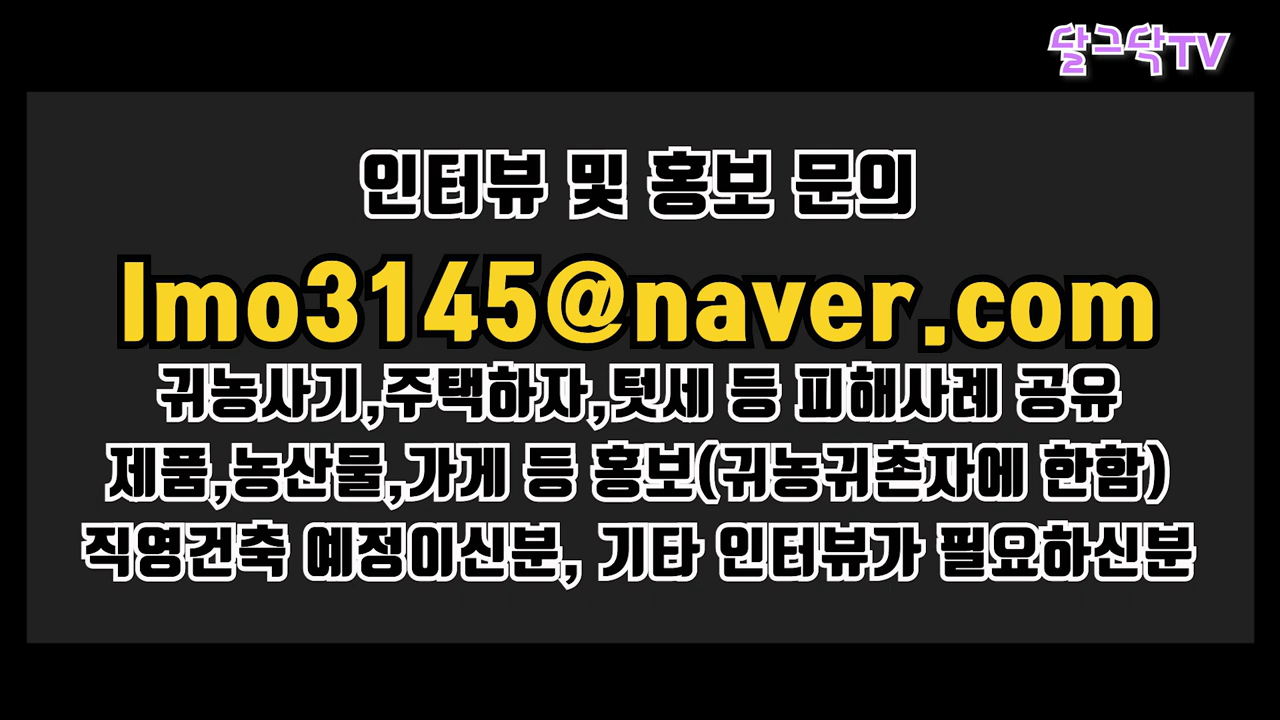 달그닥TV
인터뷰 및 홍보 문의
lmo3145@naver.com
귀농사기,주택하자,텃세 등 피해사례 공유
제품,농산물,가게 등 홍보(귀농귀촌자에 한함)
직영건축 예정이신분, 기타 인터뷰가 필요하신분